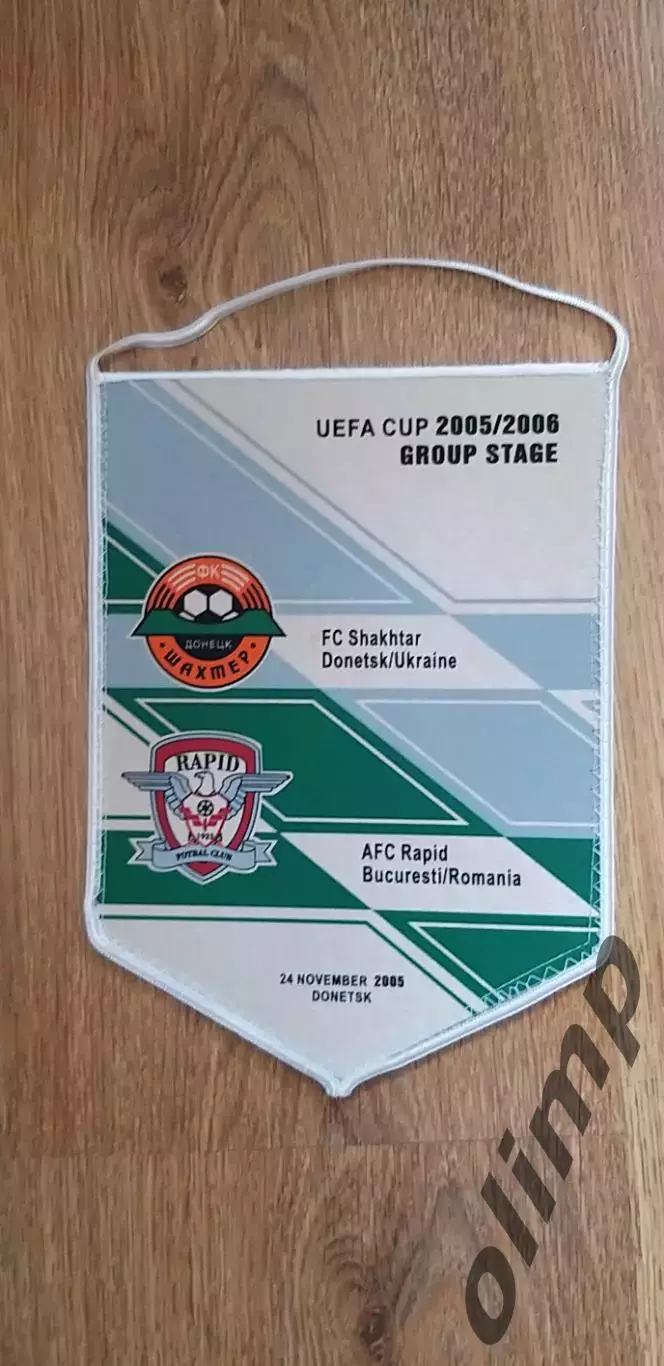 UEFA CUP 2005/2006
GROUP STAGE
ФК
ДОНЕЦК
ШАХТЕР
FC Shakhtar
Donetsk/Ukraine
RAPID
1923
FOTBAL CLUB
AFC Rapid
Bucuresti/Romania
24 NOVEMBER 2005
DONETSK
olimp